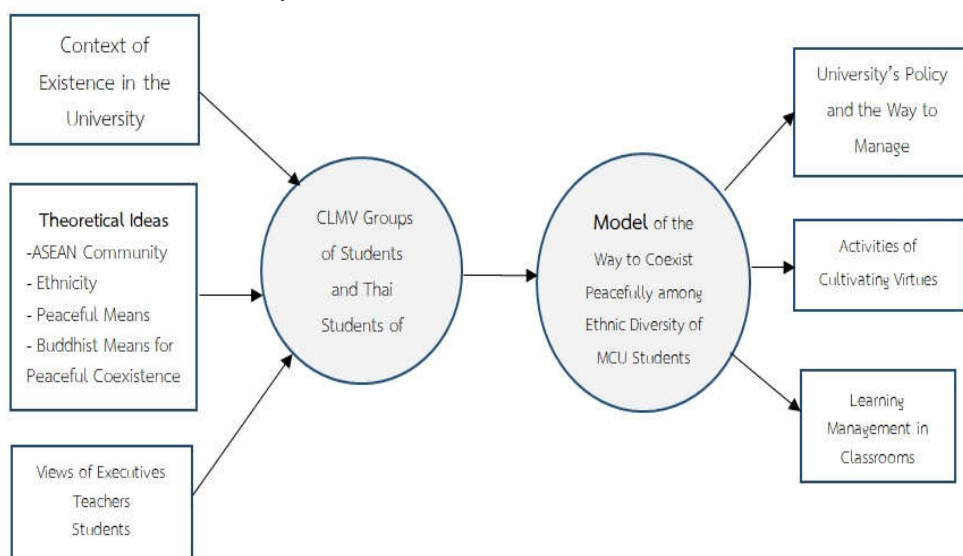 Context of
Existence in the
University
Theoretical Ideas
-ASEAN Community
- Ethnicity
- Peaceful Means
- Buddhist Means for
Peaceful Coexistence
Views of Executives
Teachers
Students
CLMV Groups
of Students
and Thai
Students of
Model of the
Way to Coexist
Peacefully among
Ethnic Diversity of
MCU Students
University's Policy
and the Way to
Manage
Activities of
Cultivating Virtues
Learning
Management in
Classrooms